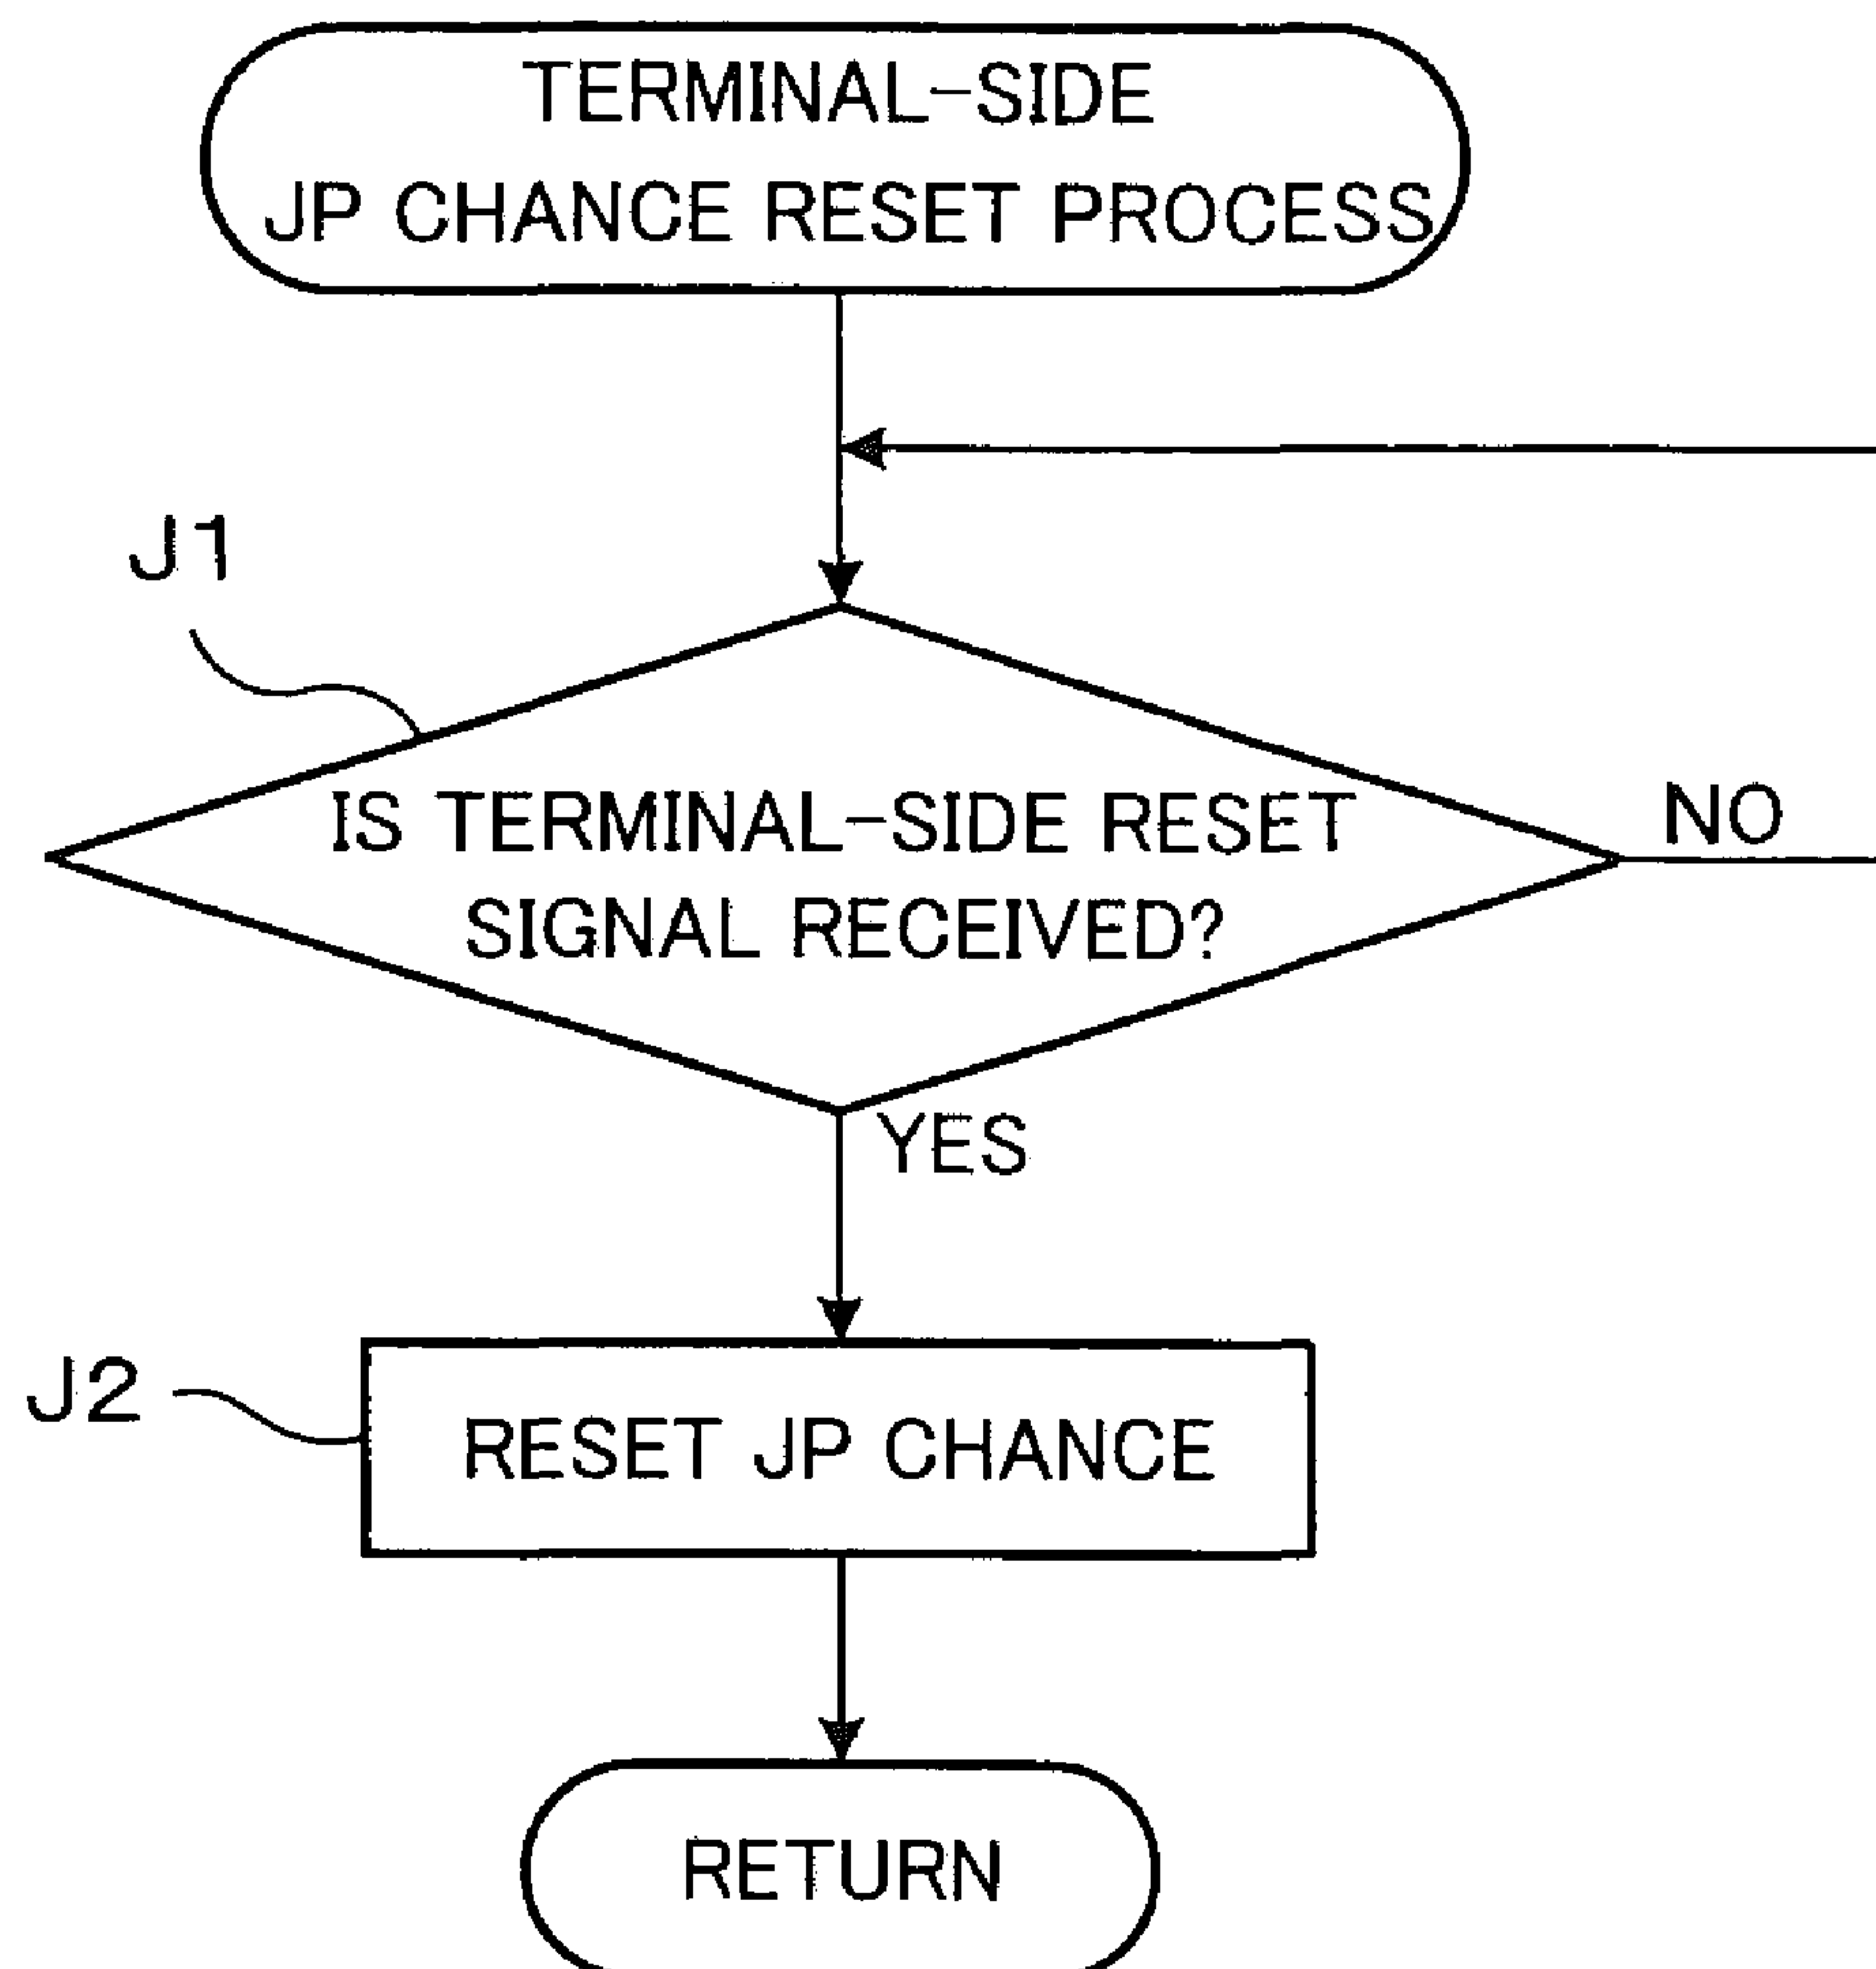 TERMINAL-SIDE
JP CHANCE RESET PROCESS
J1
IS TERMINAL-SIDE RESET
SIGNAL RECEIVED?
NO
YES
J2
RESET JP CHANCE
RETURN